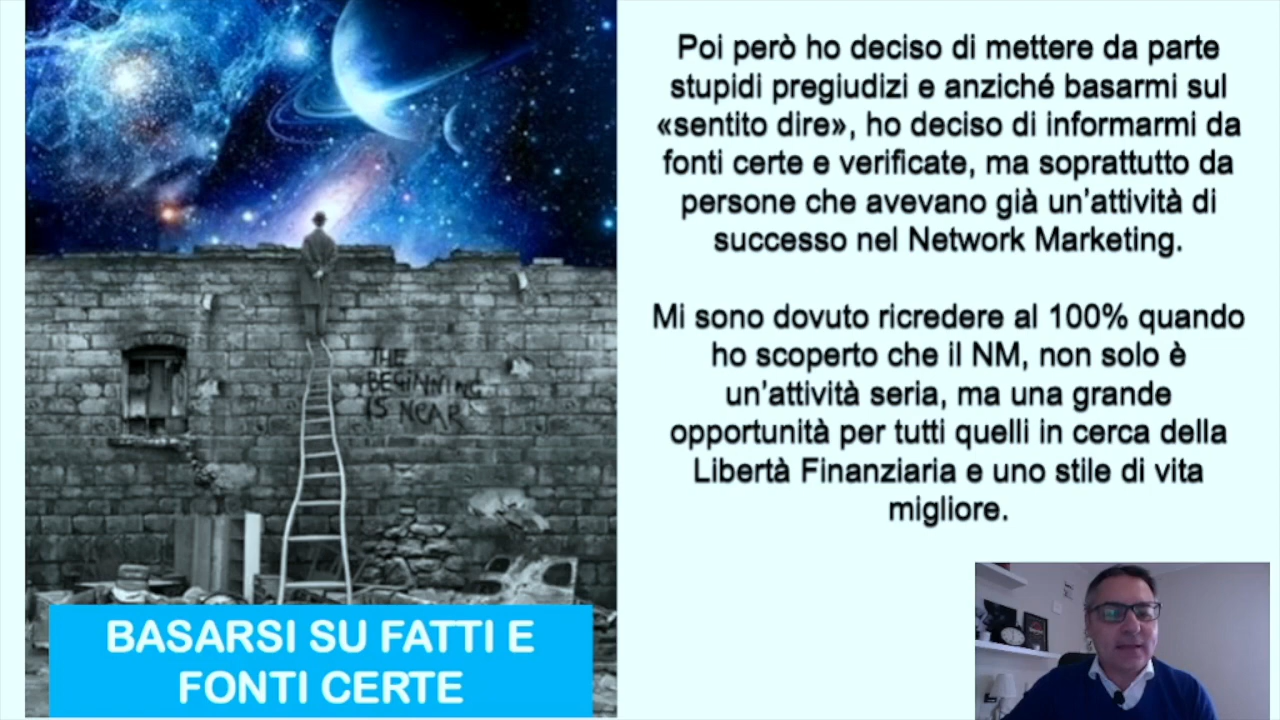 Poi però ho deciso di mettere da parte
stupidi pregiudizi e anziché basarmi sul
«sentito dire», ho deciso di informarmi da
fonti certe e verificate, ma soprattutto da
persone che avevano già un'attività di
successo nel Network Marketing.
Mi sono dovuto ricredere al 100% quando
ho scoperto che il NM, non solo è
un'attività seria, ma una grande
opportunità per tutti quelli in cerca della
Libertà Finanziaria e uno stile di vita
migliore.
THE
BEGINNING
IS NEAR
BASARSI SU FATTI E
FONTI CERTE